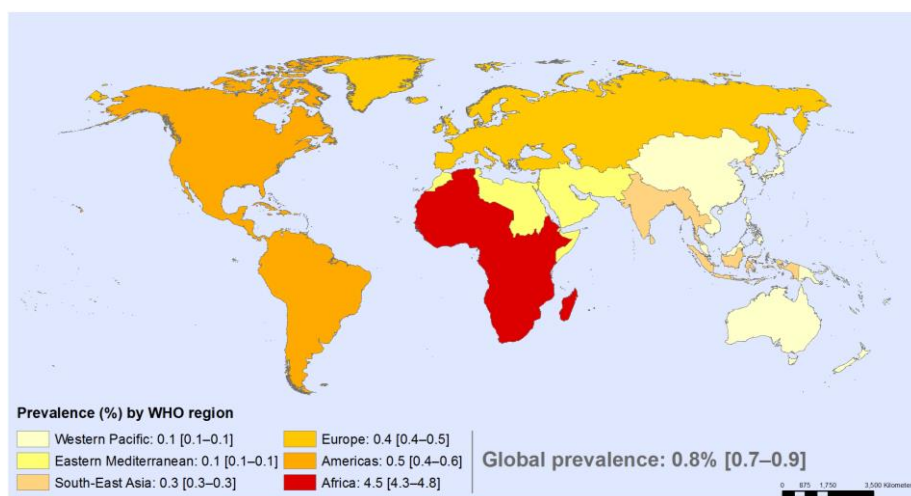 Prevalence (%) by WHO region
Western Pacific: 0.1 [0.1–0.1]
Eastern Mediterranean: 0.1 [0.1–0.1]
South-East Asia: 0.3 [0.3–0.3]
Europe: 0.4 [0.4–0.5]
Americas: 0.5 [0.4–0.6]
Africa: 4.5 [4.3–4.8]
Global prevalence: 0.8% [0.7–0.9]
0 875 1,750 3,500 Kilometer